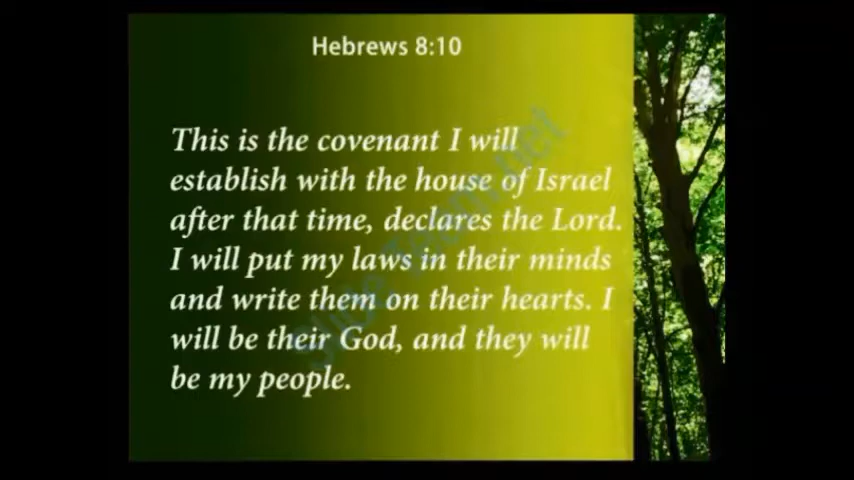 Hebrews 8:10
This is the covenant I will
establish with the house of Israel
after that time, declares the Lord.
I will put my laws in their minds
and write them on their hearts. I
will be their God, and they will
be my people.
SlideTeam.net